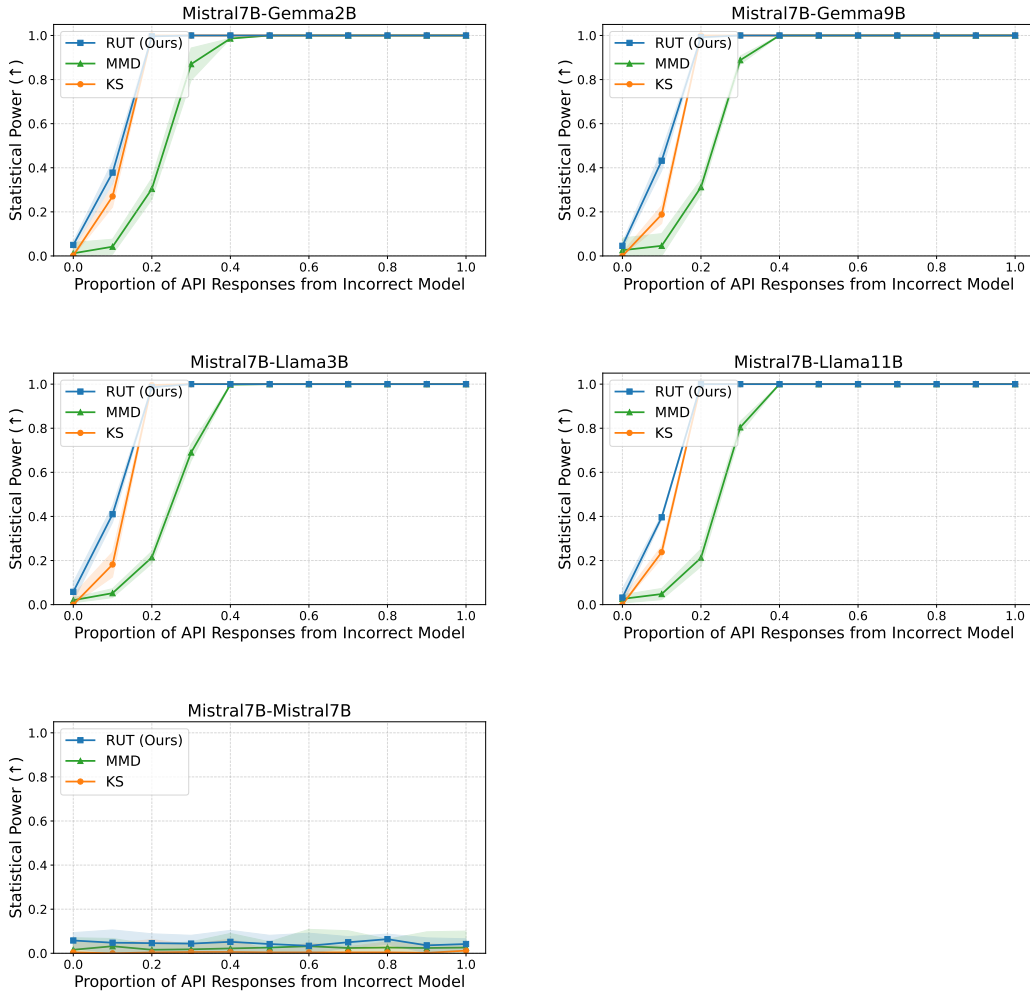 Mistral7B-Gemma2B
Statistical Power (↑)
1.0
0.8
0.6
0.4
0.2
0.0
RUT (Ours)
MMD
KS
0.0 0.2 0.4 0.6 0.8 1.0
Proportion of API Responses from Incorrect Model
Mistral7B-Gemma9B
Statistical Power (↑)
1.0
0.8
0.6
0.4
0.2
0.0
RUT (Ours)
MMD
KS
0.0 0.2 0.4 0.6 0.8 1.0
Proportion of API Responses from Incorrect Model
Mistral7B-Llama3B
Statistical Power (↑)
1.0
0.8
0.6
0.4
0.2
0.0
RUT (Ours)
MMD
KS
0.0 0.2 0.4 0.6 0.8 1.0
Proportion of API Responses from Incorrect Model
Mistral7B-Llama11B
Statistical Power (↑)
1.0
0.8
0.6
0.4
0.2
0.0
RUT (Ours)
MMD
KS
0.0 0.2 0.4 0.6 0.8 1.0
Proportion of API Responses from Incorrect Model
Mistral7B-Mistral7B
Statistical Power (↑)
1.0
0.8
0.6
0.4
0.2
0.0
RUT (Ours)
MMD
KS
0.0 0.2 0.4 0.6 0.8 1.0
Proportion of API Responses from Incorrect Model